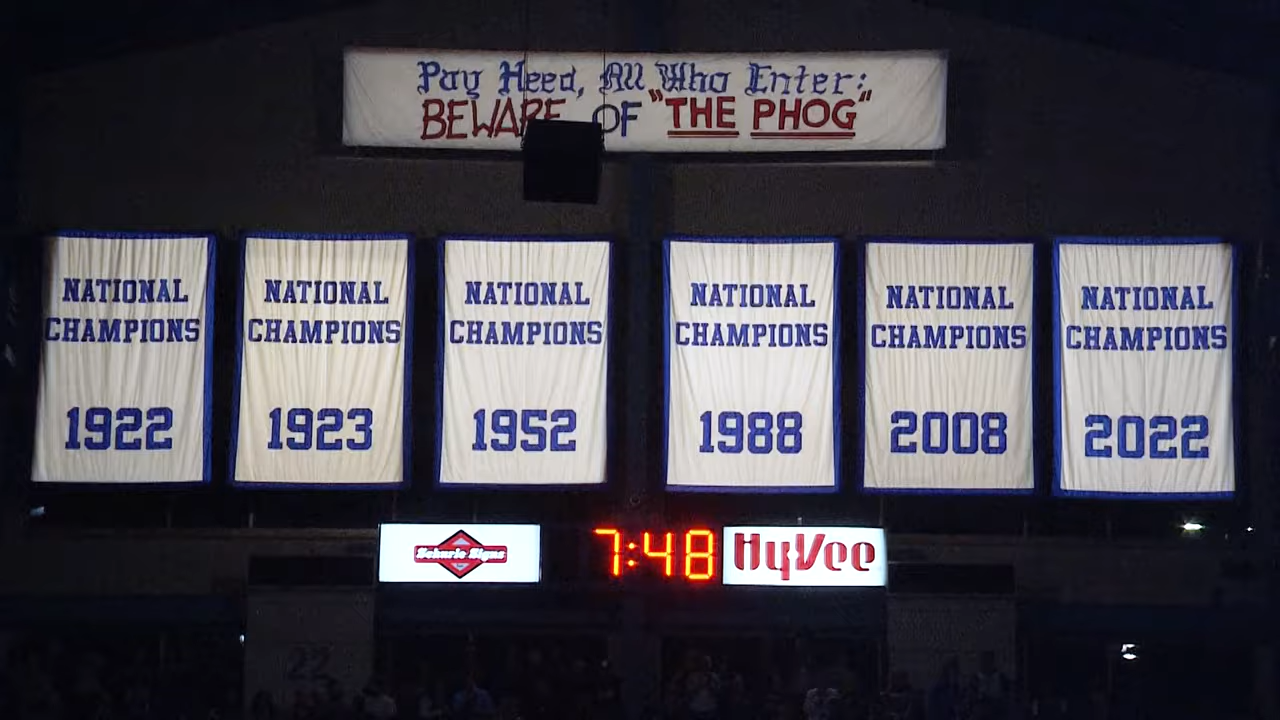 Pay Heed, All Who Enter:
BEWARE OF "THE PHOG"
NATIONAL
CHAMPIONS
1922
NATIONAL
CHAMPIONS
1923
NATIONAL
CHAMPIONS
1952
NATIONAL
CHAMPIONS
1988
NATIONAL
CHAMPIONS
2008
NATIONAL
CHAMPIONS
2022
Schurle Signs
7:48
HyVee
22